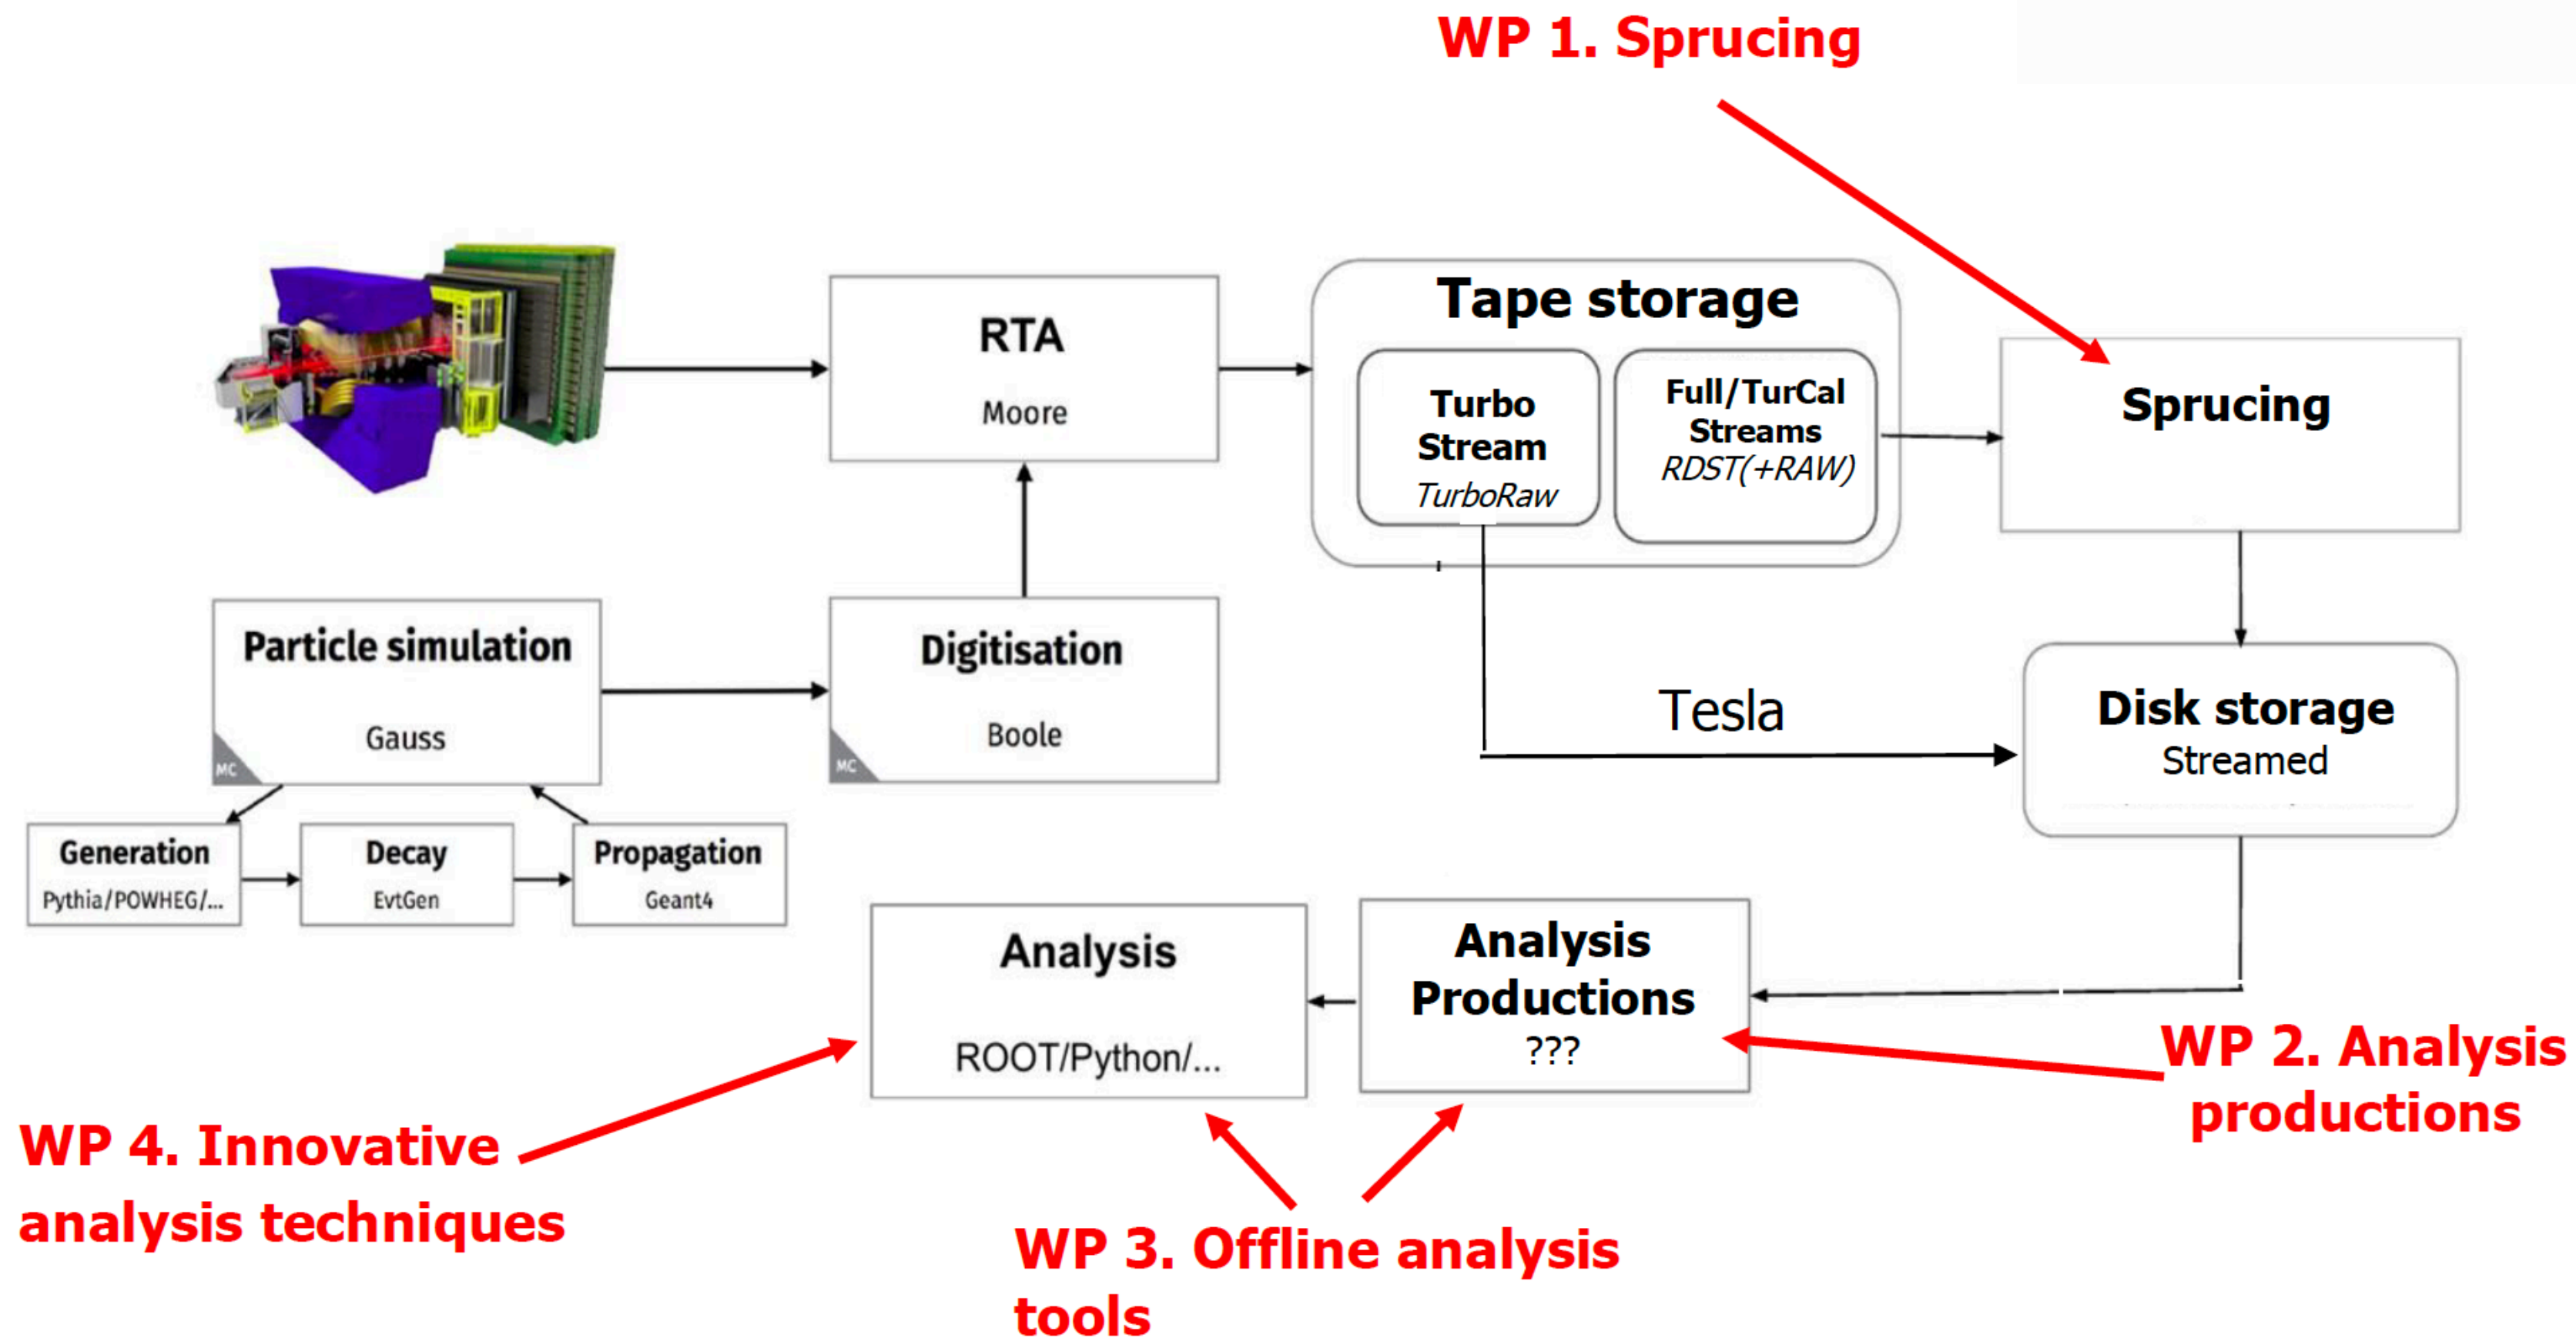 WP 1. Sprucing
RTA
Moore
Tape storage
Turbo
Stream
TurboRaw
Full/TurCal
Streams
RDST(+RAW)
Sprucing
Particle simulation
Gauss
MC
Digitisation
Boole
MC
Tesla
Disk storage
Streamed
Generation
Pythia/POWHEG/...
Decay
EvtGen
Propagation
Geant4
Analysis
ROOT/Python/...
Analysis
Productions
???
WP 2. Analysis
productions
WP 4. Innovative
analysis techniques
WP 3. Offline analysis
tools